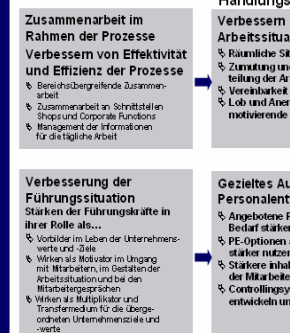 Handlungs
Zusammenarbeit im
Rahmen der Prozesse
Verbessern von Effektivität
und Effizienz der Prozesse
Bereichsübergreifende Zusammen-
arbeit
Zusammenarbeit an Schnittstellen
Shops und Corporate Functions
Management der Informationen
für die tägliche Arbeit
Verbessern
Arbeitssitua
Räumliche Sit
Zumutung und
teilung der Ar
Vereinbarkeit
Lob und Aner
motivierende
Verbesserung der
Führungssituation
Stärken der Führungskräfte in
ihrer Rolle als...
Vorbilder im Leben der Unternehmens-
werte und -Ziele
Wirken als Motivator im Umgang
mit Mitarbeitern, im Gestalten der
Arbeitssituation und bei den
Mitarbeitergesprächen
Wirken als Multiplikator und
Transformator für die überge-
ordneten Unternehmensziele und
-werte
Gezieltes Au
Personalent
Angebotene P
Bedarf stärker
PE-Optionen a
stärker nutzen
Stärkere inhal
der Mitarbeite
Controllingsy
entwickeln un